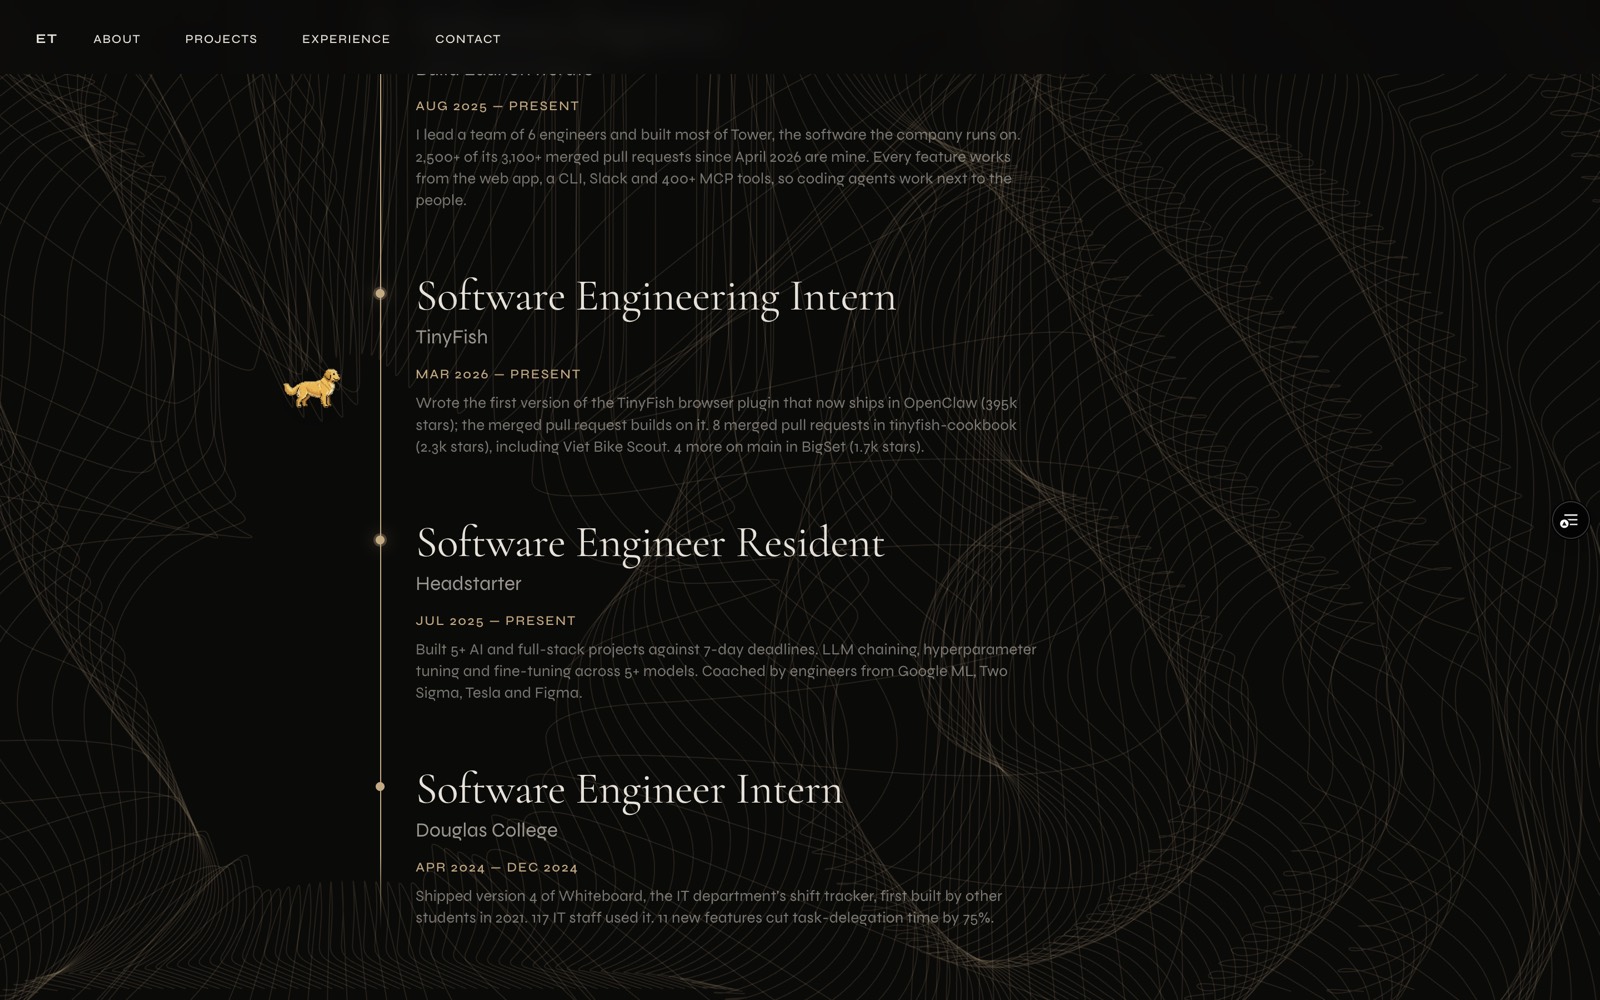 ET
ABOUT
PROJECTS
EXPERIENCE
CONTACT
AUG 2025 — PRESENT
I lead a team of 6 engineers and built most of Tower, the software the company runs on.
2,500+ of its 3,100+ merged pull requests since April 2026 are mine. Every feature works
from the web app, a CLI, Slack and 400+ MCP tools, so coding agents work next to the
people.
Software Engineering Intern
TinyFish
MAR 2026 — PRESENT
Wrote the first version of the TinyFish browser plugin that now ships in OpenClaw (395k
stars); the merged pull request builds on it. 8 merged pull requests in tinyfish-cookbook
(2.3k stars), including Viet Bike Scout. 4 more on main in BigSet (1.7k stars).
Software Engineer Resident
Headstarter
JUL 2025 — PRESENT
Built 5+ AI and full-stack projects against 7-day deadlines. LLM chaining, hyperparameter
tuning and fine-tuning across 5+ models. Coached by engineers from Google ML, Two
Sigma, Tesla and Figma.
Software Engineer Intern
Douglas College
APR 2024 — DEC 2024
Shipped version 4 of Whiteboard, the IT department's shift tracker, first built by other
students in 2021. 117 IT staff used it. 11 new features cut task-delegation time by 75%.